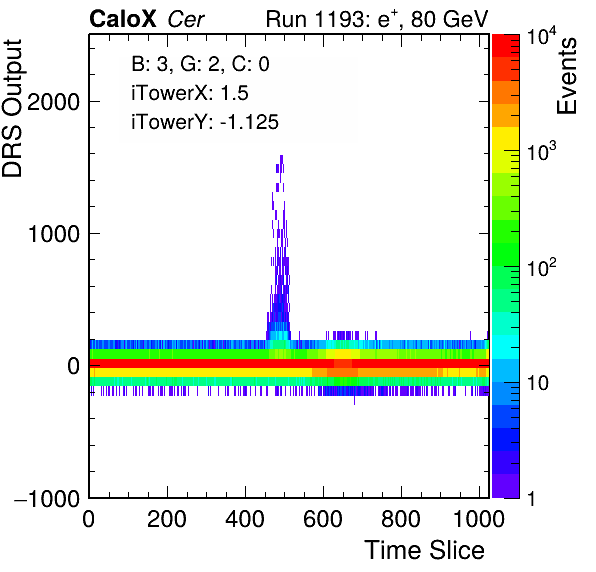 CaloX Cer Run 1193: e⁺, 80 GeV
B: 3, G: 2, C: 0
iTowerX: 1.5
iTowerY: -1.125
DRS Output
2000
1000
0
−1000
0 200 400 600 800 1000
Time Slice
10⁴
10³
10²
10
1
Events